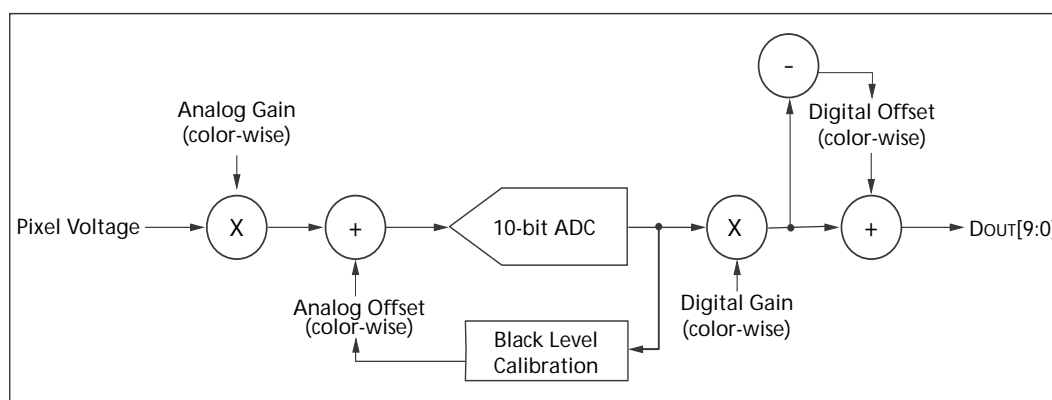 -
Analog Gain
(color-wise)
Digital Offset
(color-wise)
Pixel Voltage
X
+
10-bit ADC
X
+
DOUT[9:0]
Analog Offset
(color-wise)
Digital Gain
(color-wise)
Black Level
Calibration